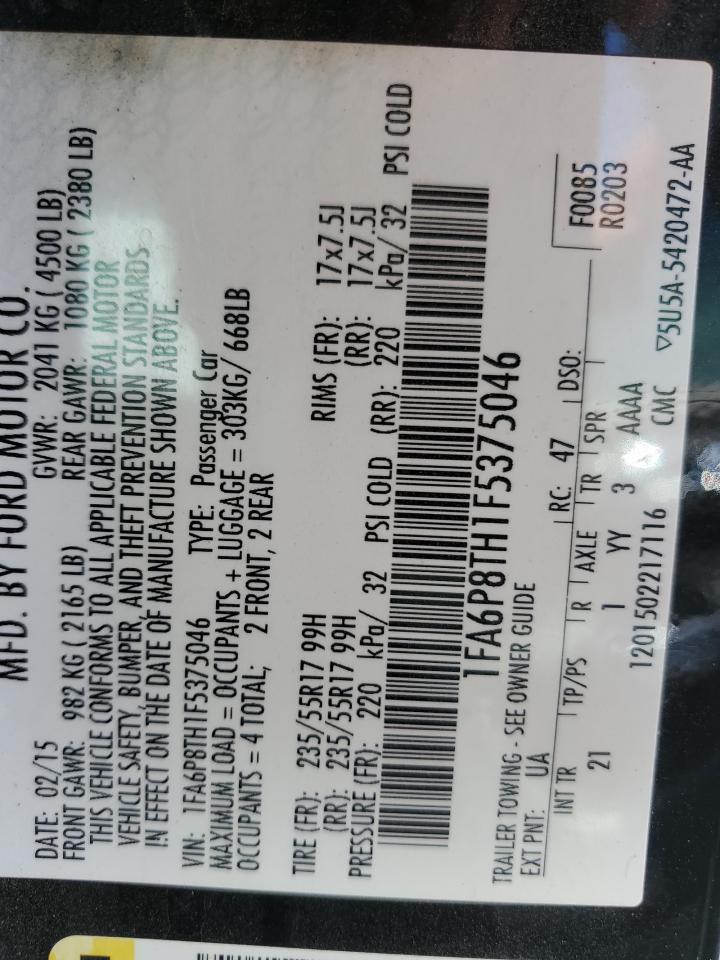 MFD. BY FORD MOTOR CO.
DATE: 02/15 GVWR: 2041 KG ( 4500 LB)
FRONT GAWR: 982 KG ( 2165 LB) REAR GAWR: 1080 KG ( 2380 LB)
THIS VEHICLE CONFORMS TO ALL APPLICABLE FEDERAL MOTOR
VEHICLE SAFETY, BUMPER, AND THEFT PREVENTION STANDARDS
IN EFFECT ON THE DATE OF MANUFACTURE SHOWN ABOVE.
VIN: 1FA6P8TH1F5375046 TYPE: Passenger Car
MAXIMUM LOAD = OCCUPANTS + LUGGAGE = 303KG/ 668LB
OCCUPANTS = 4 TOTAL; 2 FRONT, 2 REAR
TIRE (FR): 235/55R17 99H RIMS (FR): 17x7.5J
(RR): 235/55R17 99H (RR): 17x7.5J
PRESSURE (FR): 220 kPa/ 32 PSI COLD (RR): 220 kPa/ 32 PSI COLD
1FA6P8TH1F5375046
TRAILER TOWING - SEE OWNER GUIDE
EXT PNT: UA RC: 47 DSO: F0085
R0203
INT TR TP/PS R AXLE TR SPR
21 1 YY 3 AAAA
12015022217116 CMC ▽5U5A-5420472-AA